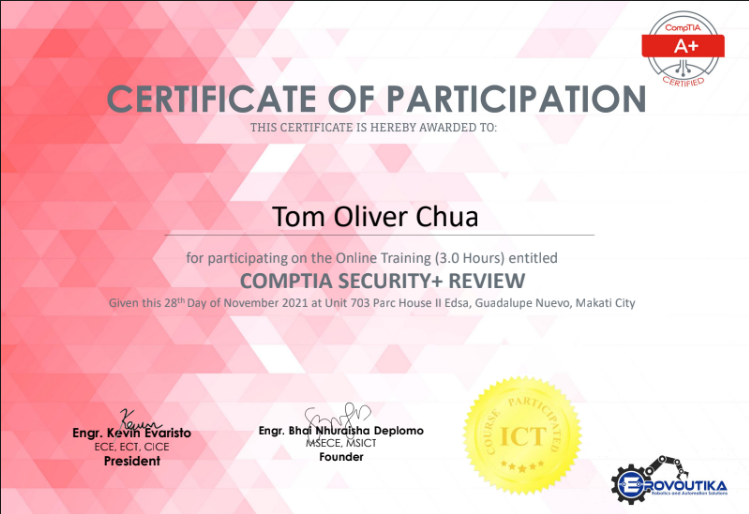 CompTIA
A+
CERTIFIED
CERTIFICATE OF PARTICIPATION
THIS CERTIFICATE IS HEREBY AWARDED TO:
Tom Oliver Chua
for participating on the Online Training (3.0 Hours) entitled
COMPTIA SECURITY+ REVIEW
Given this 28th Day of November 2021 at Unit 703 Parc House II Edsa, Guadalupe Nuevo, Makati City
Engr. Kevin Evaristo
ECE, ECT, CICE
President
Engr. Bhai Nhuraisha Deplomo
MSECE, MSICT
Founder
COURSE PARTICIPATED
ICT
EROVOUTIKA
Robotics and Automation Solutions